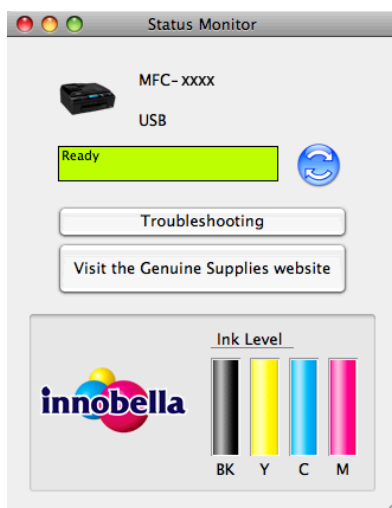 Status Monitor
MFC- xxxx
USB
Ready
Troubleshooting
Visit the Genuine Supplies website
Ink Level
innobella
BK Y C M